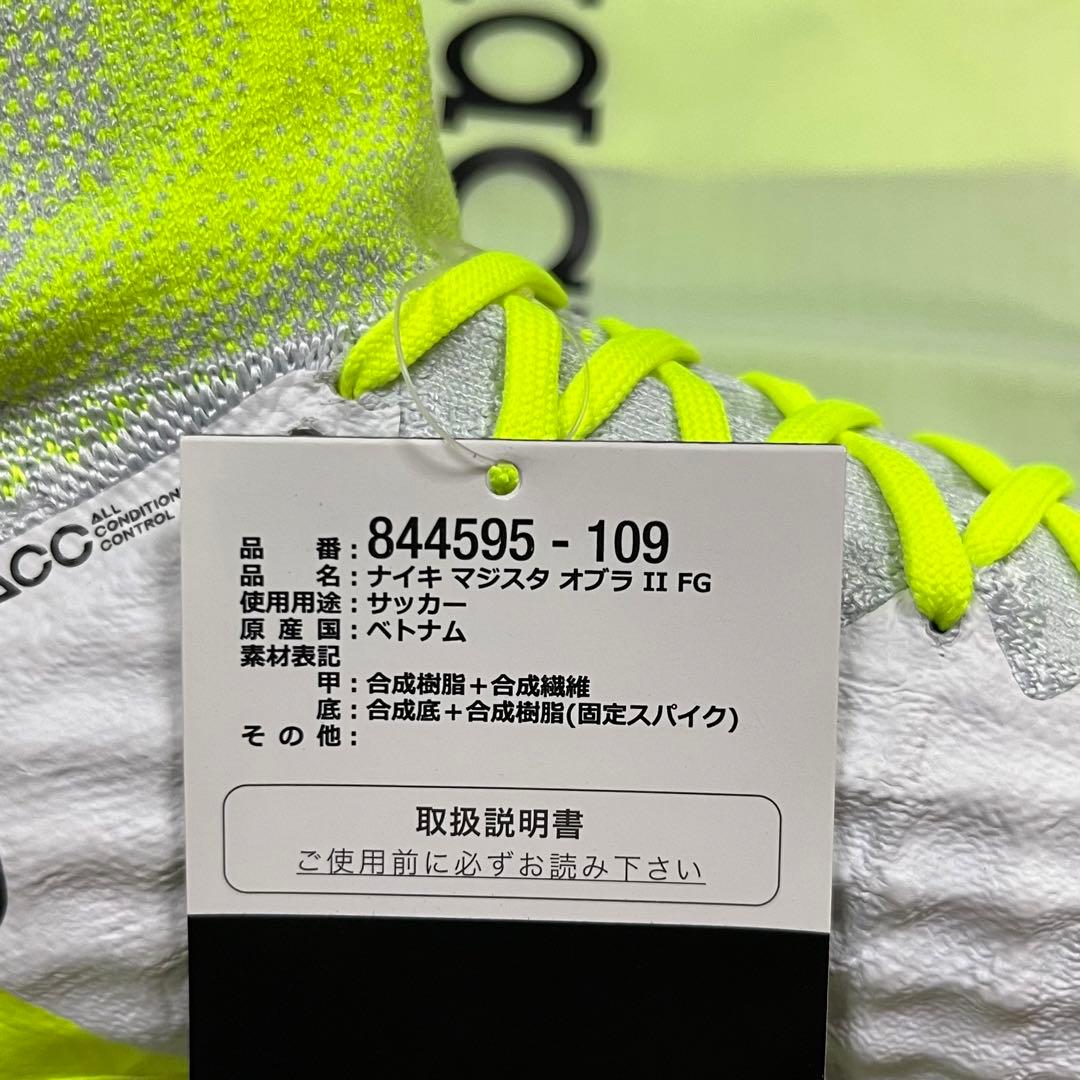 ACC ALL
CONDITION
CONTROL
品 番 : 844595 - 109
品 名 : ナイキ マジスタ オブラ II FG
使用用途 : サッカー
原 産 国 : ベトナム
素材表記
甲 : 合成樹脂+合成繊維
底 : 合成底+合成樹脂(固定スパイク)
そ の 他 :
取扱説明書
ご使用前に必ずお読み下さい